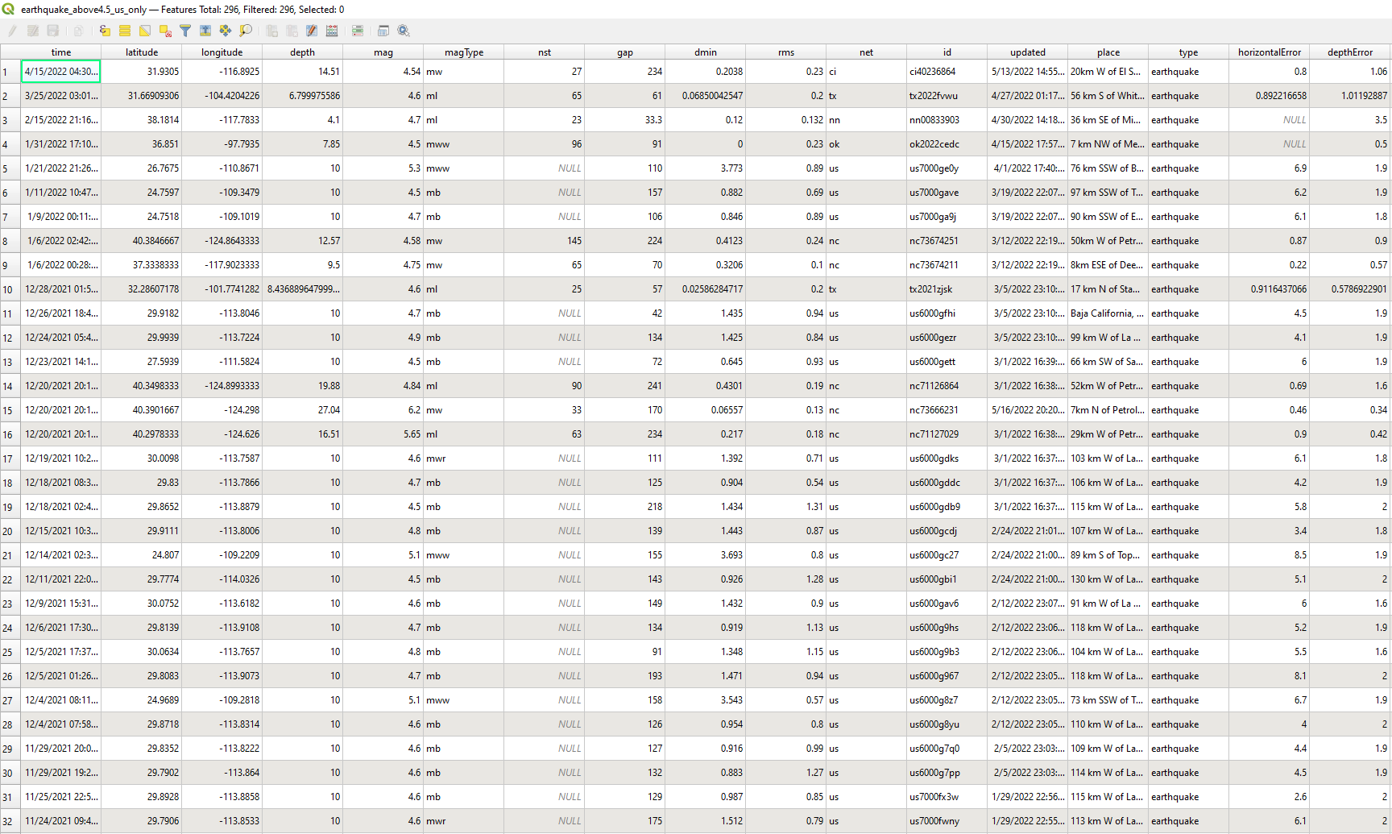 earthquake_above4.5_us_only — Features Total: 296, Filtered: 296, Selected: 0
time latitude longitude depth mag magType nst gap dmin rms net id updated place type horizontalError depthError
1 4/15/2022 04:30... 31.9305 -116.8925 14.51 4.54 mw 27 234 0.2038 0.23 ci ci40236864 5/13/2022 14:55... 20km W of El S... earthquake 0.8 1.06
2 3/25/2022 03:01... 31.66909306 -104.4204226 6.799975586 4.6 ml 65 61 0.06850042547 0.2 tx tx2022fvwu 4/27/2022 01:17... 56 km S of Whit... earthquake 0.892216658 1.01192887
3 2/15/2022 21:16... 38.1814 -117.7833 4.1 4.7 ml 23 33.3 0.12 0.132 nn nn00833903 4/30/2022 14:18... 36 km SE of Mi... earthquake NULL 3.5
4 1/31/2022 17:10... 36.851 -97.7935 7.85 4.5 mww 96 91 0 0.23 ok ok2022cedc 4/15/2022 17:57... 7 km NW of Me... earthquake NULL 0.5
5 1/21/2022 21:26... 26.7675 -110.8671 10 5.3 mww NULL 110 3.773 0.89 us us7000ge0y 4/1/2022 17:40:... 76 km SSW of B... earthquake 6.9 1.9
6 1/11/2022 10:47... 24.7597 -109.3479 10 4.5 mb NULL 157 0.882 0.69 us us7000gave 3/19/2022 22:07... 97 km SSW of T... earthquake 6.2 1.9
7 1/9/2022 00:11:... 24.7518 -109.1019 10 4.7 mb NULL 106 0.846 0.89 us us7000ga9j 3/19/2022 22:07... 90 km SSW of E... earthquake 6.1 1.8
8 1/6/2022 02:42:... 40.3846667 -124.8643333 12.57 4.58 mw 145 224 0.4123 0.24 nc nc73674251 3/12/2022 22:19... 50km W of Petr... earthquake 0.87 0.9
9 1/6/2022 00:28:... 37.3338333 -117.9023333 9.5 4.75 mw 65 70 0.3206 0.1 nc nc73674211 3/12/2022 22:19... 8km ESE of Dee... earthquake 0.22 0.57
10 12/28/2021 01:5... 32.28607178 -101.7741282 8.436889647999... 4.6 ml 25 57 0.02586284717 0.2 tx tx2021zjsk 3/5/2022 23:10:... 17 km N of Sta... earthquake 0.9116437066 0.5786922901
11 12/26/2021 18:4... 29.9182 -113.8046 10 4.7 mb NULL 42 1.435 0.94 us us6000gfhi 3/5/2022 23:10:... Baja California, ... earthquake 4.5 1.9
12 12/24/2021 05:4... 29.9939 -113.7224 10 4.9 mb NULL 134 1.425 0.84 us us6000gezr 3/5/2022 23:10:... 99 km W of La ... earthquake 4.1 1.9
13 12/23/2021 14:1... 27.5939 -111.5824 10 4.5 mb NULL 72 0.645 0.93 us us6000gett 3/1/2022 16:39:... 66 km SW of Sa... earthquake 6 1.9
14 12/20/2021 20:1... 40.3498333 -124.8993333 19.88 4.84 ml 90 241 0.4301 0.19 nc nc71126864 3/1/2022 16:38:... 52km W of Petr... earthquake 0.69 1.6
15 12/20/2021 20:1... 40.3901667 -124.298 27.04 6.2 mw 33 170 0.06557 0.13 nc nc73666231 5/16/2022 20:20... 7km N of Petrol... earthquake 0.46 0.34
16 12/20/2021 20:1... 40.2978333 -124.626 16.51 5.65 ml 63 234 0.217 0.18 nc nc71127029 3/1/2022 16:38:... 29km W of Petr... earthquake 0.9 0.42
17 12/19/2021 10:2... 30.0098 -113.7587 10 4.6 mwr NULL 111 1.392 0.71 us us6000gdks 3/1/2022 16:37:... 103 km W of La... earthquake 6.1 1.8
18 12/18/2021 08:3... 29.83 -113.7866 10 4.7 mb NULL 125 0.904 0.54 us us6000gddc 3/1/2022 16:37:... 106 km W of La... earthquake 4.2 1.9
19 12/18/2021 02:4... 29.8652 -113.8879 10 4.5 mb NULL 218 1.434 1.31 us us6000gdb9 3/1/2022 16:37:... 115 km W of La... earthquake 5.8 2
20 12/15/2021 10:3... 29.9111 -113.8006 10 4.8 mb NULL 139 1.443 0.87 us us6000gcdj 2/24/2022 21:01... 107 km W of La... earthquake 3.4 1.8
21 12/14/2021 02:3... 24.807 -109.2209 10 5.1 mww NULL 155 3.693 0.8 us us6000gc27 2/24/2022 21:00... 89 km S of Top... earthquake 8.5 1.9
22 12/11/2021 22:0... 29.7774 -114.0326 10 4.5 mb NULL 143 0.926 1.28 us us6000gbi1 2/24/2022 21:00... 130 km W of La... earthquake 5.1 2
23 12/9/2021 15:31... 30.0752 -113.6182 10 4.6 mb NULL 149 1.432 0.9 us us6000gav6 2/12/2022 23:07... 91 km W of La ... earthquake 6 1.6
24 12/6/2021 17:30... 29.8139 -113.9108 10 4.7 mb NULL 134 0.919 1.13 us us6000g9hs 2/12/2022 23:06... 118 km W of La... earthquake 5.2 1.9
25 12/5/2021 17:37... 30.0634 -113.7657 10 4.8 mb NULL 91 1.348 1.15 us us6000g9b3 2/12/2022 23:06... 104 km W of La... earthquake 5.5 1.6
26 12/5/2021 01:26... 29.8083 -113.9073 10 4.7 mb NULL 193 1.471 0.94 us us6000g967 2/12/2022 23:05... 118 km W of La... earthquake 8.1 2
27 12/4/2021 08:11... 24.9689 -109.2818 10 5.1 mww NULL 158 3.543 0.57 us us6000g8z7 2/12/2022 23:05... 73 km SSW of T... earthquake 6.7 1.9
28 12/4/2021 07:58... 29.8718 -113.8314 10 4.6 mb NULL 126 0.954 0.8 us us6000g8yu 2/12/2022 23:05... 110 km W of La... earthquake 4 2
29 11/29/2021 20:0... 29.8352 -113.8222 10 4.6 mb NULL 127 0.916 0.99 us us6000g7q0 2/5/2022 23:03:... 109 km W of La... earthquake 4.4 1.9
30 11/29/2021 19:2... 29.7902 -113.864 10 4.6 mb NULL 132 0.883 1.27 us us6000g7pp 2/5/2022 23:03:... 114 km W of La... earthquake 4.5 1.9
31 11/25/2021 22:5... 29.8928 -113.8858 10 4.6 mb NULL 129 0.987 0.85 us us7000fx3w 1/29/2022 22:56... 115 km W of La... earthquake 2.6 2
32 11/24/2021 09:4... 29.7906 -113.8533 10 4.6 mwr NULL 175 1.512 0.79 us us7000fwny 1/29/2022 22:55... 113 km W of La... earthquake 6.1 2